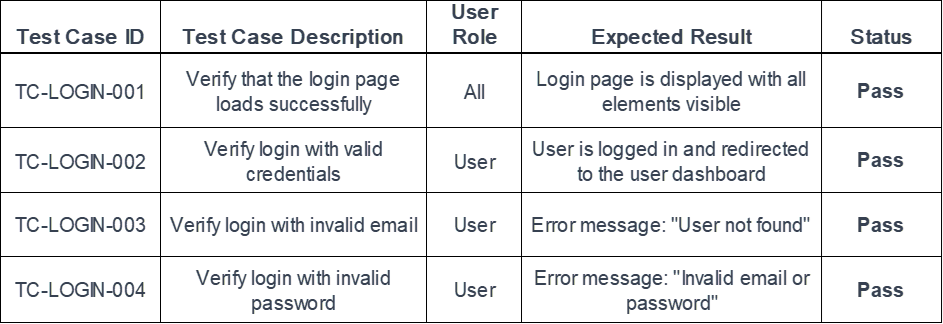 Test Case ID Test Case Description User Role Expected Result Status
TC-LOGIN-001 Verify that the login page loads successfully All Login page is displayed with all elements visible Pass
TC-LOGIN-002 Verify login with valid credentials User User is logged in and redirected to the user dashboard Pass
TC-LOGIN-003 Verify login with invalid email User Error message: "User not found" Pass
TC-LOGIN-004 Verify login with invalid password User Error message: "Invalid email or password" Pass